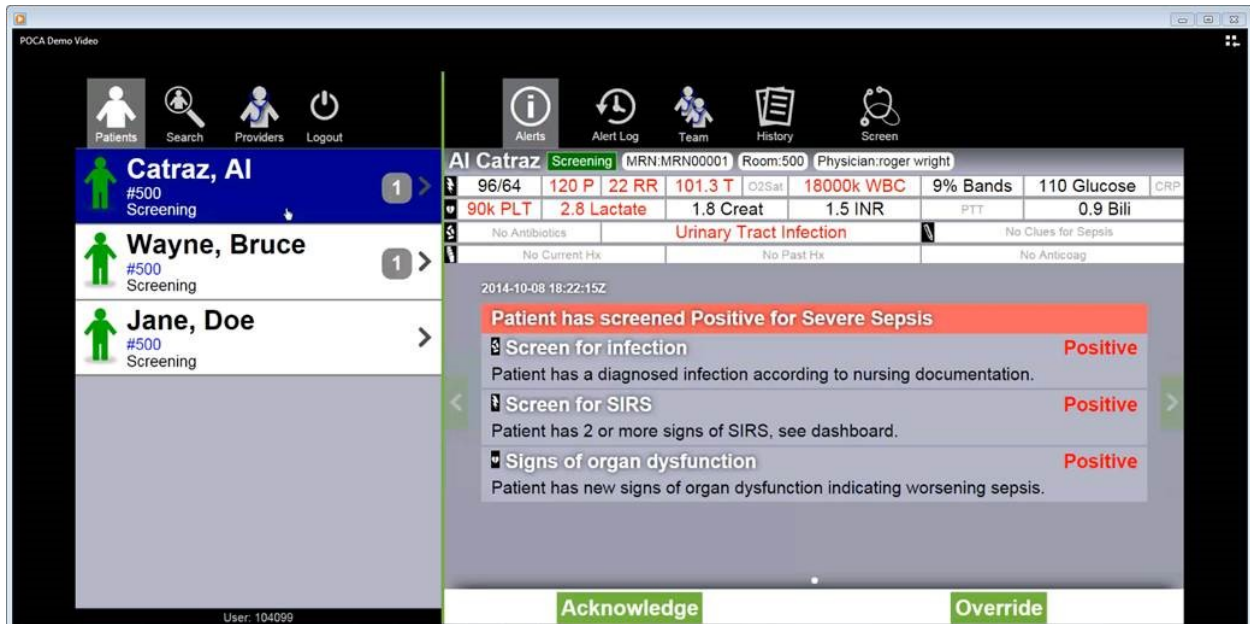 POCA Demo Video
Patients Search Providers Logout
Catraz, Al
#500
Screening
1
Wayne, Bruce
#500
Screening
1
Jane, Doe
#500
Screening
User: 104099
Alerts Alert Log Team History Screen
Al Catraz Screening MRN:MRN00001 Room:500 Physician:roger wright
96/64 120 P 22 RR 101.3 T O2Sat 18000k WBC 9% Bands 110 Glucose CRP
90k PLT 2.8 Lactate 1.8 Creat 1.5 INR PTT 0.9 Bili
No Antibiotics Urinary Tract Infection No Clues for Sepsis
No Current Hx No Past Hx No Anticoag
2014-10-08 18:22:15Z
Patient has screened Positive for Severe Sepsis
Screen for infection Positive
Patient has a diagnosed infection according to nursing documentation.
Screen for SIRS Positive
Patient has 2 or more signs of SIRS, see dashboard.
Signs of organ dysfunction Positive
Patient has new signs of organ dysfunction indicating worsening sepsis.
Acknowledge Override